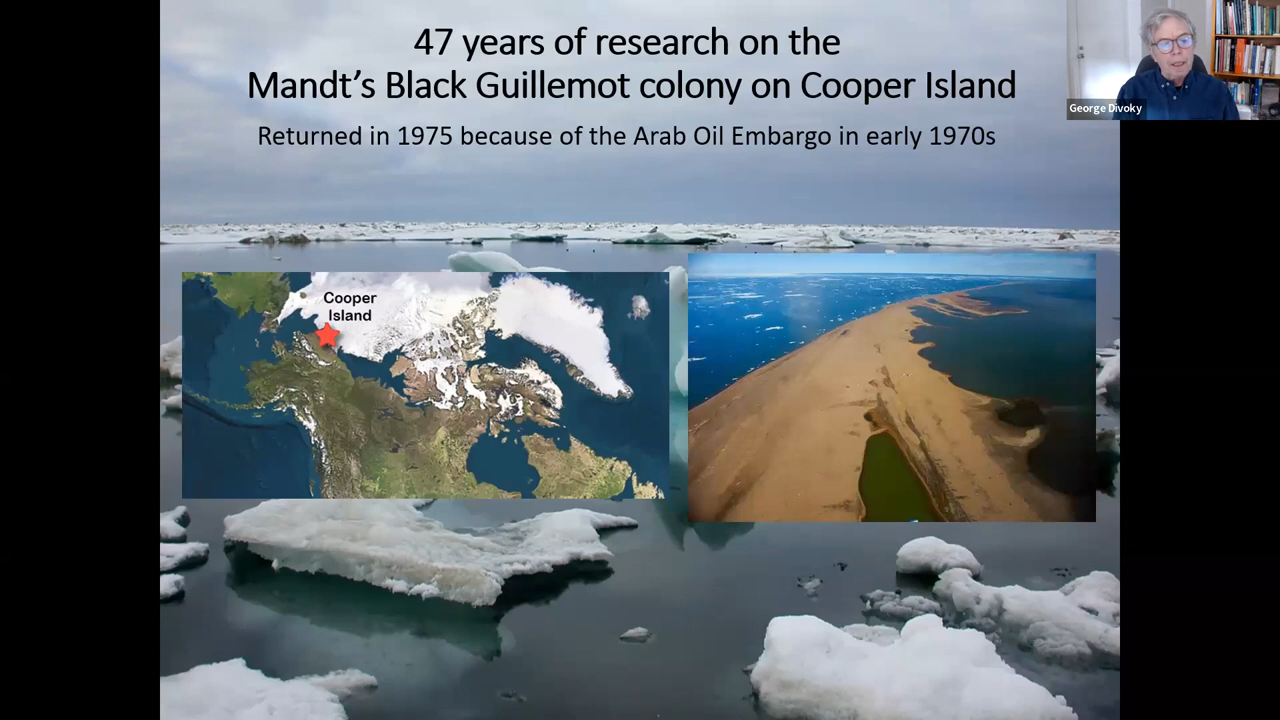 47 years of research on the
Mandt's Black Guillemot colony on Cooper Island
Returned in 1975 because of the Arab Oil Embargo in early 1970s
George Divoky
Cooper
Island